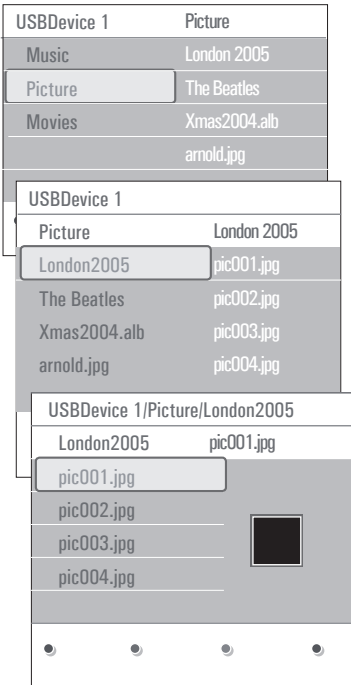 USBDevice 1 Picture
Music London 2005
Picture The Beatles
Movies Xmas2004.alb
arnold.jpg
USBDevice 1
Picture London 2005
London2005 pic001.jpg
The Beatles pic002.jpg
Xmas2004.alb pic003.jpg
arnold.jpg pic004.jpg
USBDevice 1/Picture/London2005
London2005 pic001.jpg
pic001.jpg
pic002.jpg
pic003.jpg
pic004.jpg